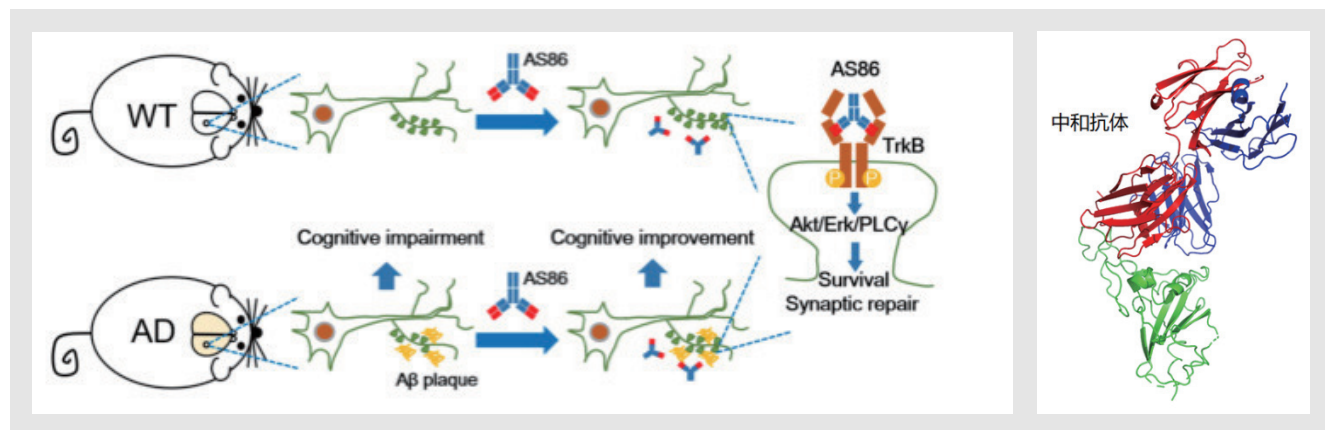 WT
AS86
AS86
TrkB
P P
Akt/Erk/PLCγ
Survival
Synaptic repair
Cognitive impairment
Cognitive improvement
AD
AS86
Aβ plaque
中和抗体